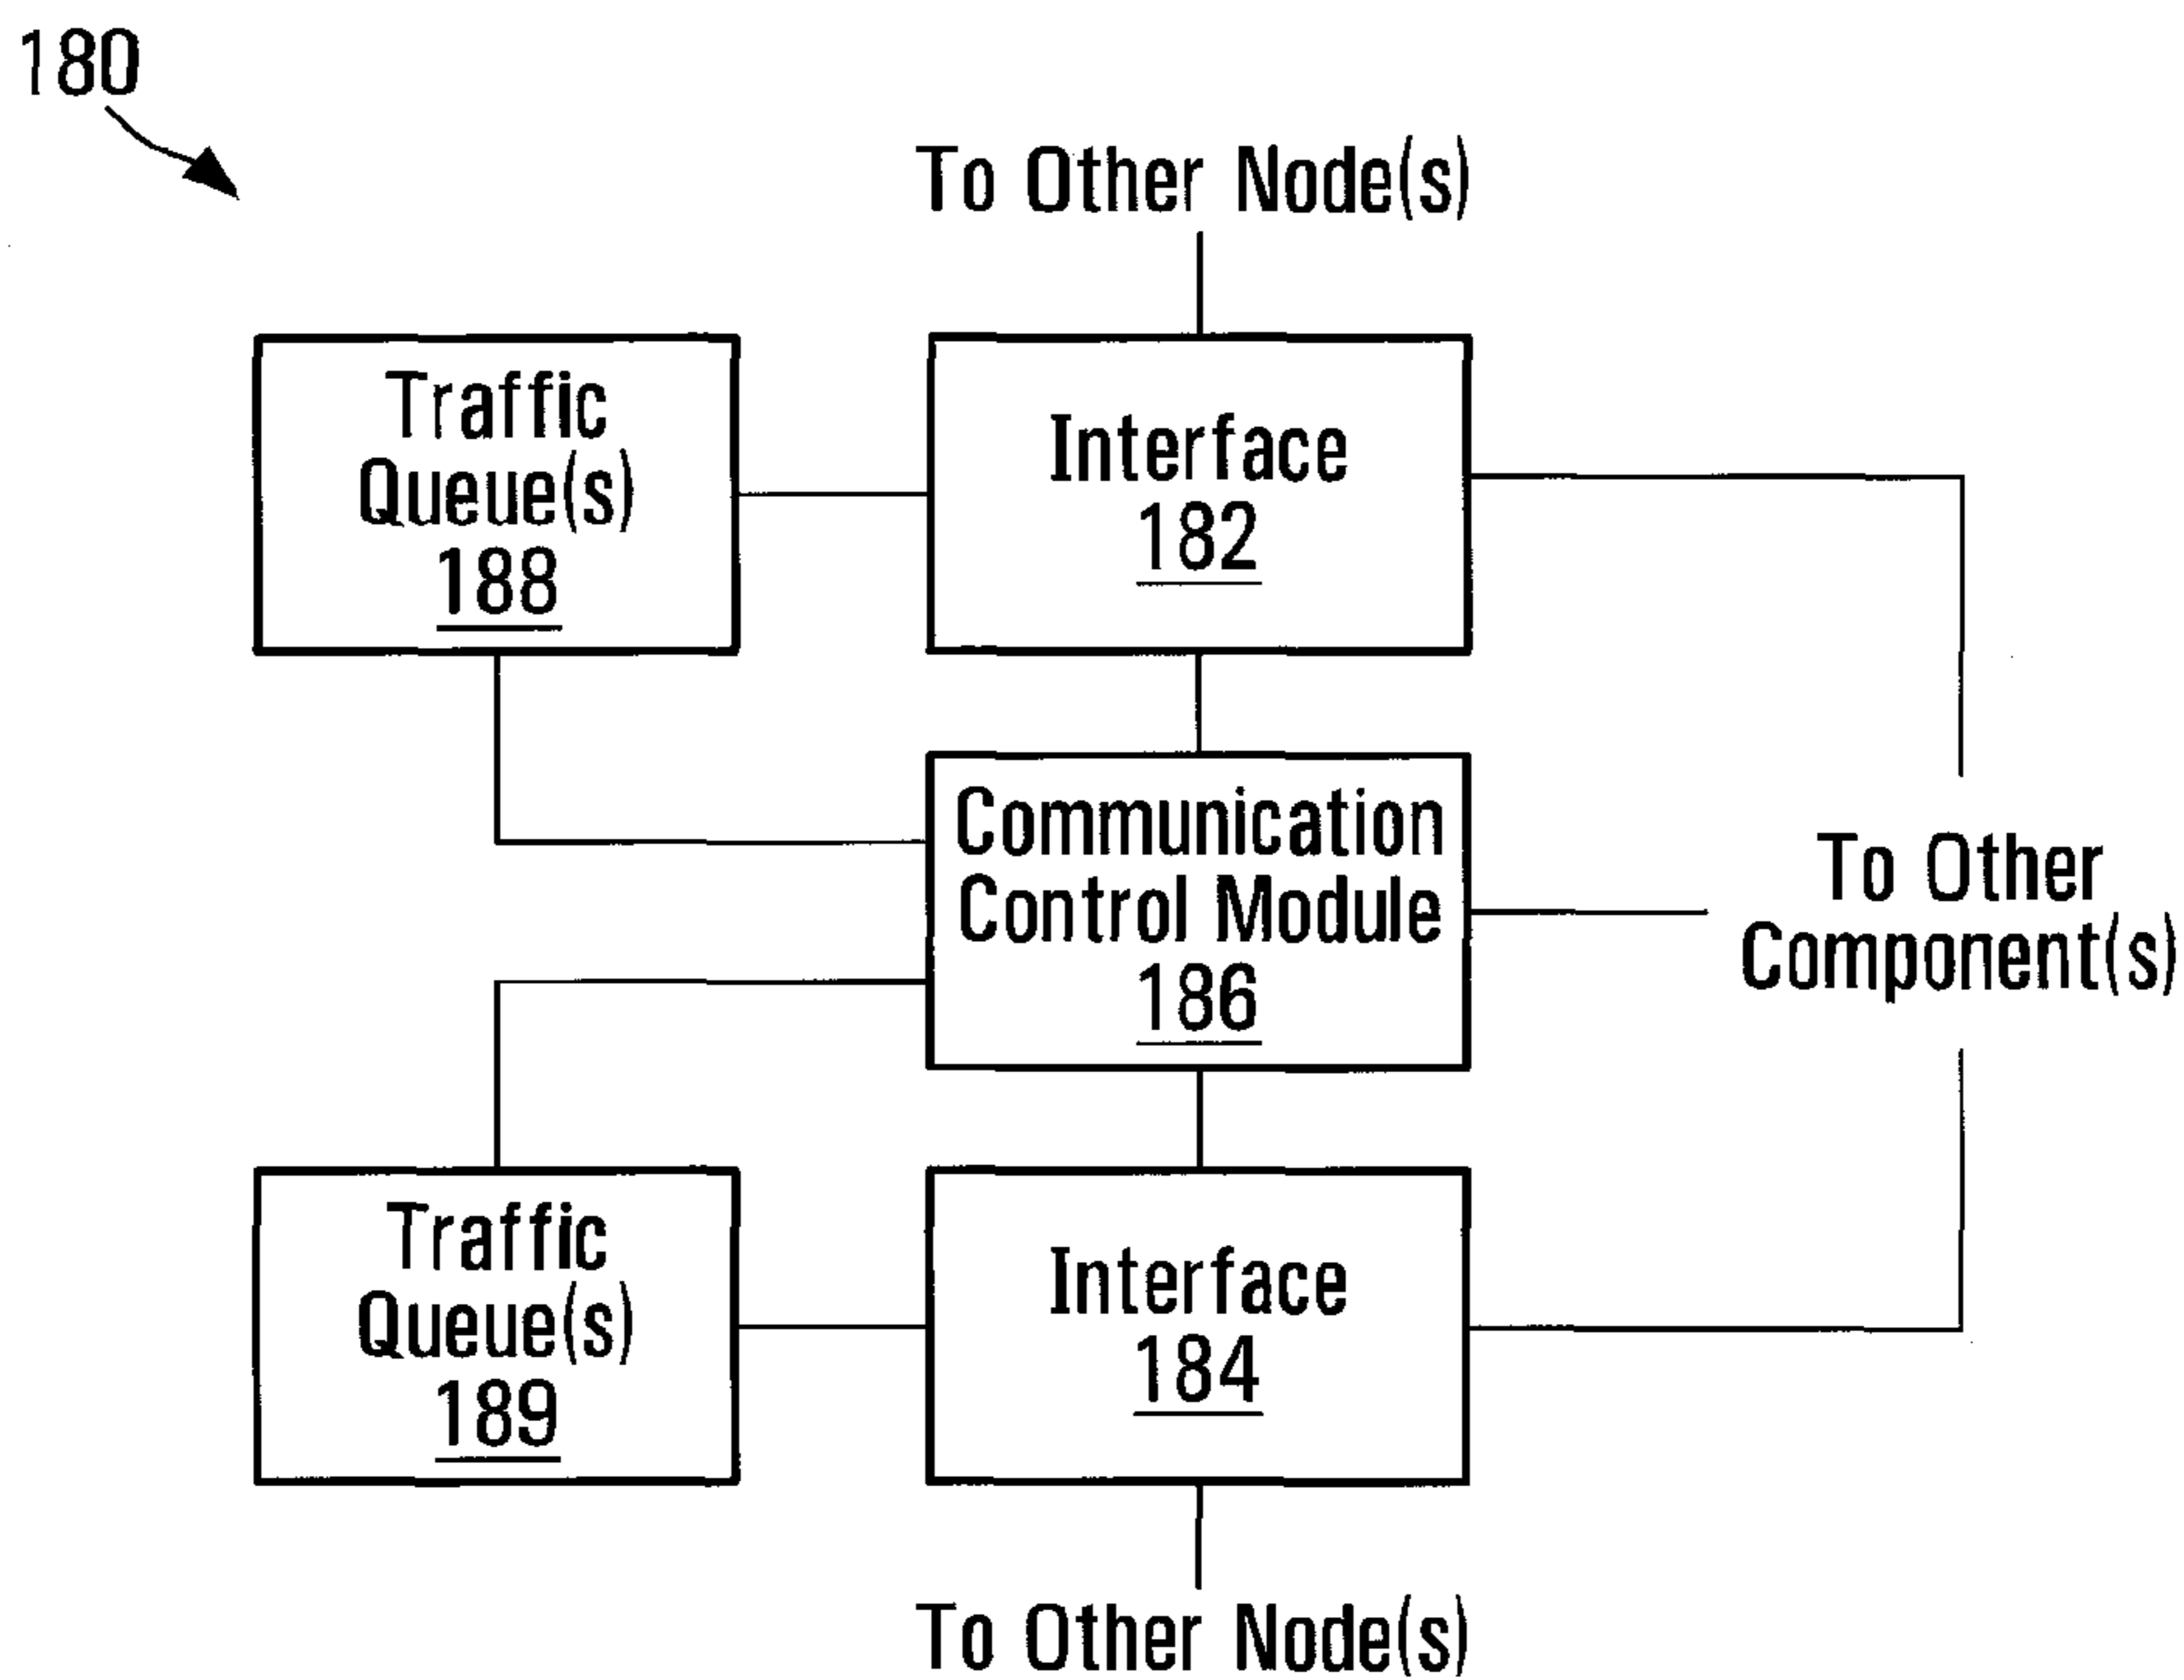 180
To Other Node(s)
Traffic
Queue(s)
188
Interface
182
Communication
Control Module
186
To Other
Component(s)
Traffic
Queue(s)
189
Interface
184
To Other Node(s)